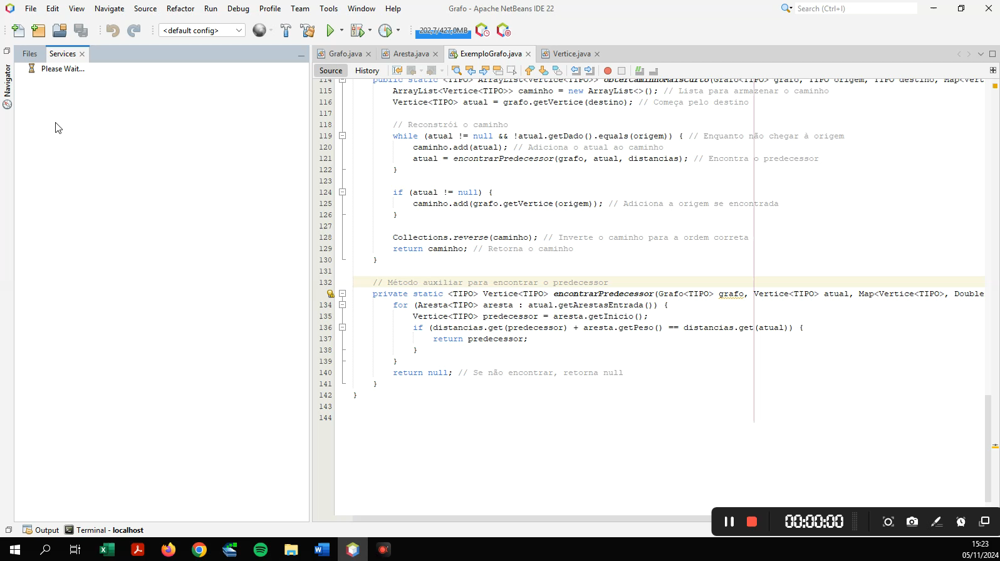 File Edit View Navigate Source Refactor Run Debug Profile Team Tools Window Help
Grafo - Apache NetBeans IDE 22
Search (Ctrl+I)
<default config>
202,7/427,0MB
Files
Services
Grafo.java
Aresta.java
ExemploGrafo.java
Vertice.java
Navigator
Please Wait...
Source
History
114 public static <TIPO> ArrayList<Vertice<TIPO>> obterCaminhoMaisCurto(Grafo<TIPO> grafo, TIPO origem, TIPO destino, Map<Vert
115 ArrayList<Vertice<TIPO>> caminho = new ArrayList<>(); // Lista para armazenar o caminho
116 Vertice<TIPO> atual = grafo.getVertice(destino); // Começa pelo destino
117
118 // Reconstrói o caminho
119 while (atual != null && !atual.getDado().equals(origem)) { // Enquanto não chegar à origem
120 caminho.add(atual); // Adiciona o atual ao caminho
121 atual = encontrarPredecessor(grafo, atual, distancias); // Encontra o predecessor
122 }
123
124 if (atual != null) {
125 caminho.add(grafo.getVertice(origem)); // Adiciona a origem se encontrada
126 }
127
128 Collections.reverse(caminho); // Inverte o caminho para a ordem correta
129 return caminho; // Retorna o caminho
130 }
131
132 // Método auxiliar para encontrar o predecessor
private static <TIPO> Vertice<TIPO> encontrarPredecessor(Grafo<TIPO> grafo, Vertice<TIPO> atual, Map<Vertice<TIPO>, Double
134 for (Aresta<TIPO> aresta : atual.getArestasEntrada()) {
135 Vertice<TIPO> predecessor = aresta.getInicio();
136 if (distancias.get(predecessor) + aresta.getPeso() == distancias.get(atual)) {
137 return predecessor;
138 }
139 }
140 return null; // Se não encontrar, retorna null
141 }
142 }
143
144
00:00:00
Output
Terminal - localhost
15:23
05/11/2024